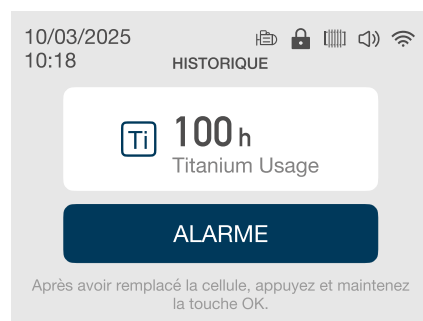 10/03/2025
10:18
HISTORIQUE
Ti
100 h
Titanium Usage
ALARME
Après avoir remplacé la cellule, appuyez et maintenez
la touche OK.